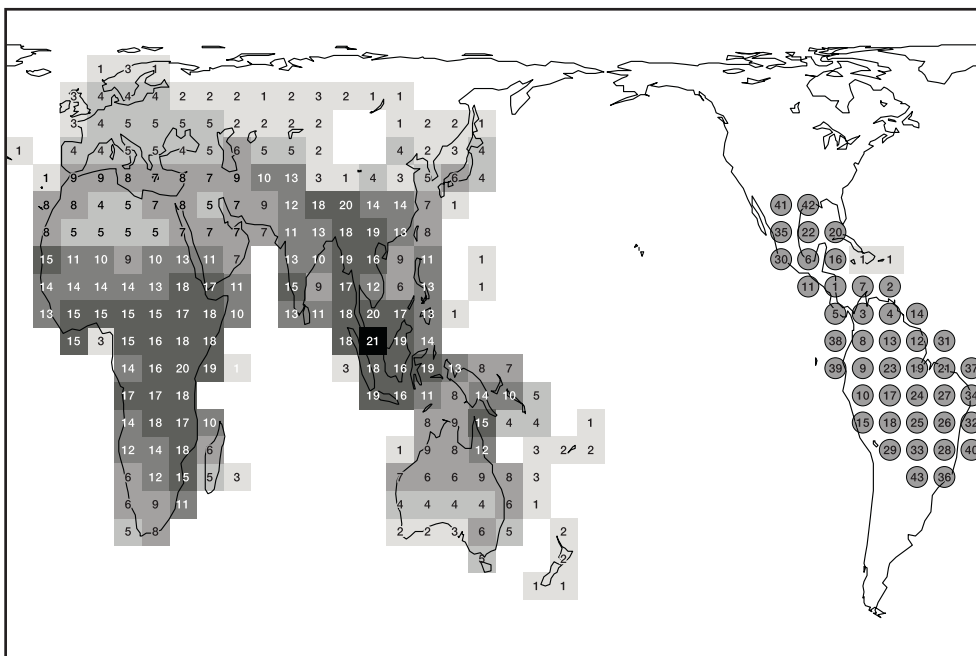 1 3 1
3 4 4 4 2 2 2 1 2 3 2 1 1
3 4 5 5 5 5 2 2 2 2 1 2 2 1
1 4 4 5 5 4 5 6 5 5 2 4 2 3 4
1 9 9 8 7 8 7 9 10 13 3 1 4 3 5 6 4
8 8 4 5 7 8 5 7 9 12 18 20 14 14 7 1 41 42
8 5 5 5 5 7 7 7 7 11 13 18 19 13 8 35 22 20
15 11 10 9 10 13 11 7 13 10 19 16 9 11 1 30 6 16 1 1
14 14 14 14 13 18 17 11 15 9 17 12 6 13 1 11 1 7 2
13 15 15 15 15 17 18 10 13 11 18 20 17 13 1 5 3 4 14
15 3 15 16 18 18 18 21 19 14 38 8 13 12 31
14 16 20 19 1 3 18 16 19 13 8 7 39 9 23 19 21 37
17 17 18 19 16 11 8 14 10 5 10 17 24 27 34
14 18 17 10 8 9 15 4 4 1 15 18 25 26 32
12 14 18 6 1 9 8 12 3 2 2 29 33 28 40
6 12 15 5 3 7 6 6 9 8 3 43 36
6 9 11 4 4 4 4 6 1
5 8 2 2 3 6 5 2
5 2
1 1